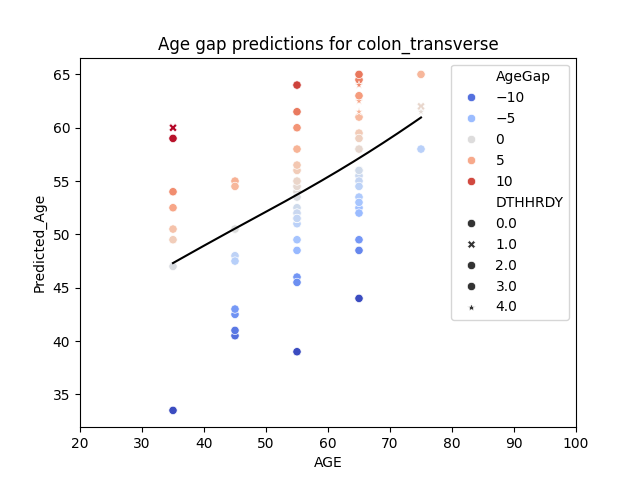 Age gap predictions for colon_transverse
Predicted_Age
65
60
55
50
45
40
35
20 30 40 50 60 70 80 90 100
AGE
AgeGap
−10
−5
0
5
10
DTHHRDY
0.0
1.0
2.0
3.0
4.0